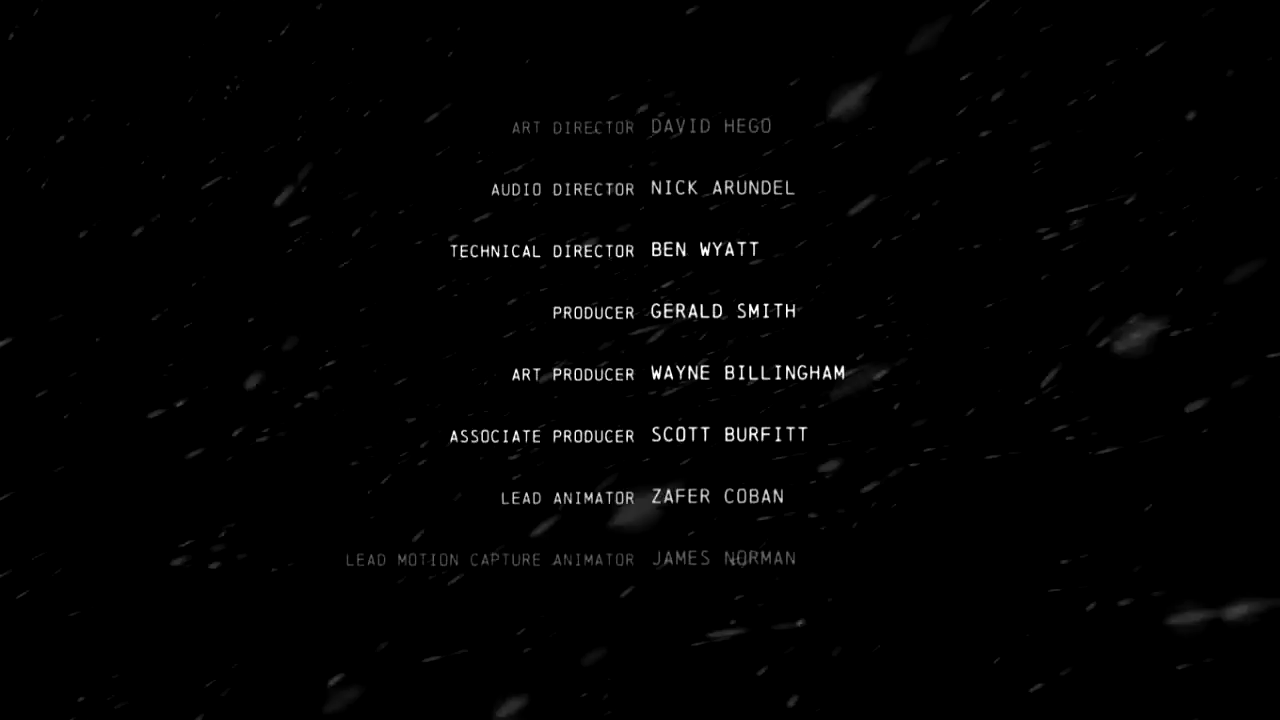 ART DIRECTOR DAVID HEGO
AUDIO DIRECTOR NICK ARUNDEL
TECHNICAL DIRECTOR BEN WYATT
PRODUCER GERALD SMITH
ART PRODUCER WAYNE BILLINGHAM
ASSOCIATE PRODUCER SCOTT BURFITT
LEAD ANIMATOR ZAFER COBAN
LEAD MOTION CAPTURE ANIMATOR JAMES NORMAN